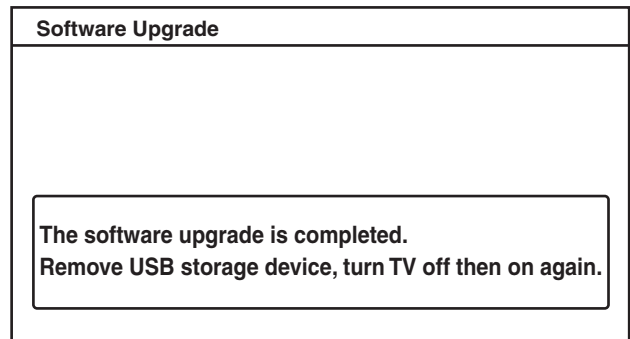 Software Upgrade
The software upgrade is completed.
Remove USB storage device, turn TV off then on again.